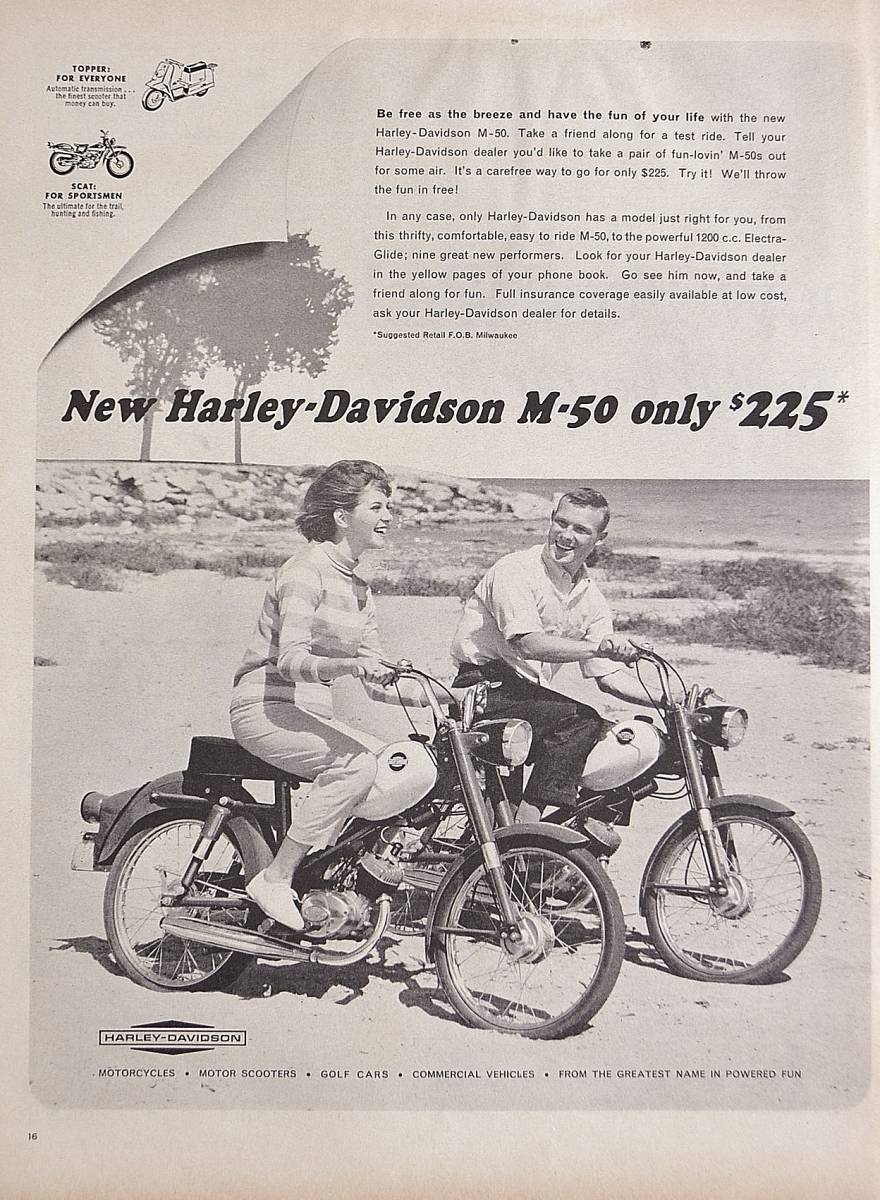 TOPPER:
FOR EVERYONE
Automatic transmission . . .
the finest scooter that
money can buy.
SCAT:
FOR SPORTSMEN
The ultimate for the trail,
hunting and fishing.
Be free as the breeze and have the fun of your life with the new
Harley-Davidson M-50. Take a friend along for a test ride. Tell your
Harley-Davidson dealer you'd like to take a pair of fun-lovin' M-50s out
for some air. It's a carefree way to go for only $225. Try it! We'll throw
the fun in free!
In any case, only Harley-Davidson has a model just right for you, from
this thrifty, comfortable, easy to ride M-50, to the powerful 1200 c.c. Electra-
Glide; nine great new performers. Look for your Harley-Davidson dealer
in the yellow pages of your phone book. Go see him now, and take a
friend along for fun. Full insurance coverage easily available at low cost,
ask your Harley-Davidson dealer for details.
*Suggested Retail F.O.B. Milwaukee
New Harley-Davidson M-50 only $225*
HARLEY-DAVIDSON
MOTORCYCLES • MOTOR SCOOTERS • GOLF CARS • COMMERCIAL VEHICLES • FROM THE GREATEST NAME IN POWERED FUN
16